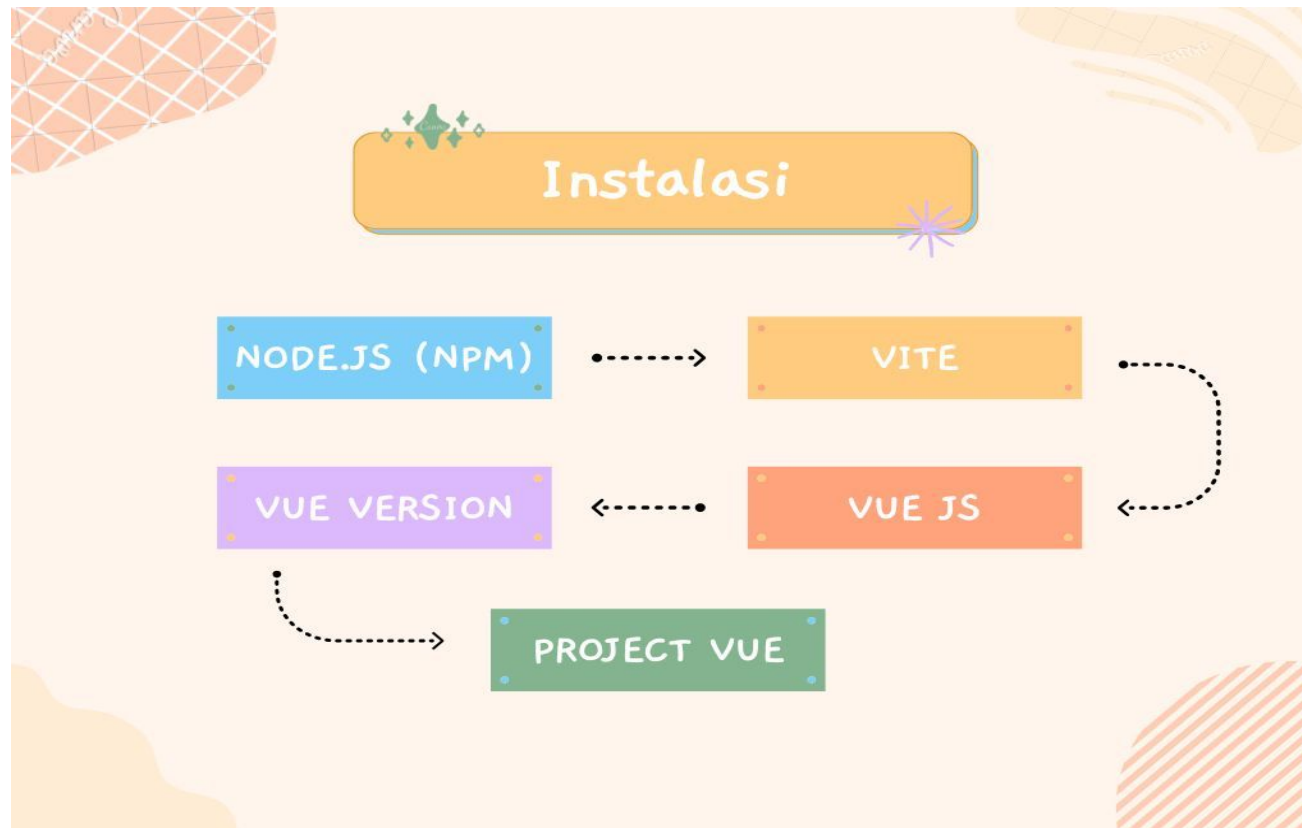 Instalasi
NODE.JS (NPM)
VITE
VUE JS
VUE VERSION
PROJECT VUE